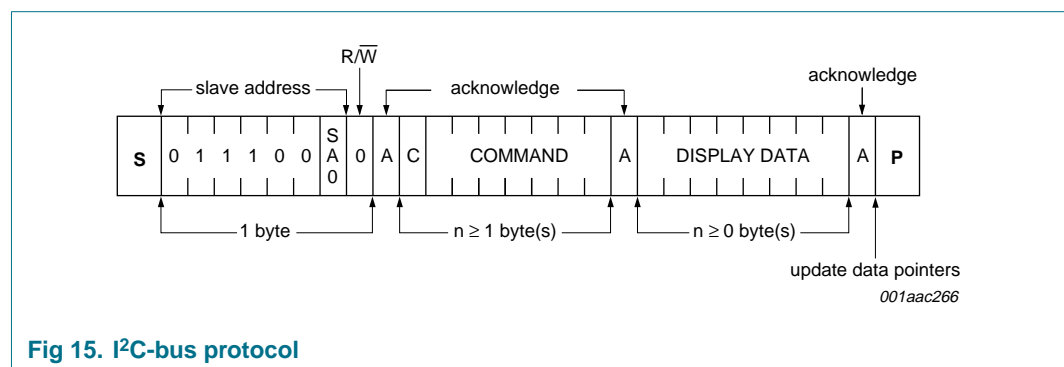 R/W̅
slave address acknowledge acknowledge
S 0 1 1 1 0 0 SA0 0 A C COMMAND A DISPLAY DATA A P
1 byte n ≥ 1 byte(s) n ≥ 0 byte(s)
update data pointers
001aac266
Fig 15. I²C-bus protocol